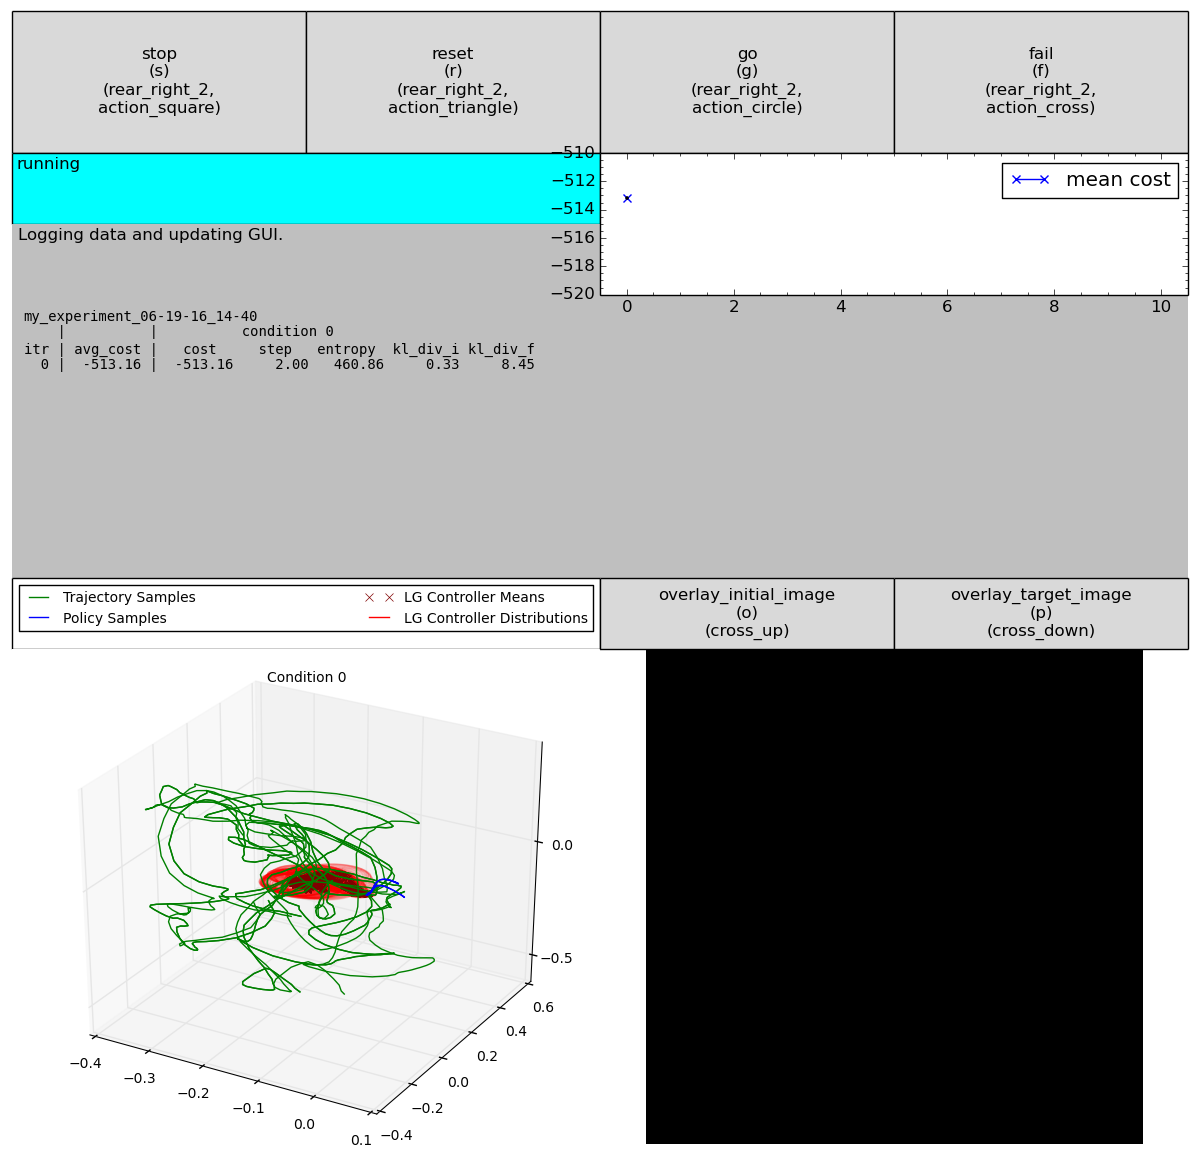 stop
(s)
(rear_right_2,
action_square)
reset
(r)
(rear_right_2,
action_triangle)
go
(g)
(rear_right_2,
action_circle)
fail
(f)
(rear_right_2,
action_cross)
running
−510
−512
−514
−516
−518
−520
mean cost
0 2 4 6 8 10
Logging data and updating GUI.
my_experiment_06-19-16_14-40
| | condition 0
itr | avg_cost | cost step entropy kl_div_i kl_div_f
0 | -513.16 | -513.16 2.00 460.86 0.33 8.45
Trajectory Samples
Policy Samples
LG Controller Means
LG Controller Distributions
overlay_initial_image
(o)
(cross_up)
overlay_target_image
(p)
(cross_down)
Condition 0
0.0
−0.5
0.6
0.4
0.2
0.0
−0.2
−0.4
−0.4
−0.3
−0.2
−0.1
0.0
0.1